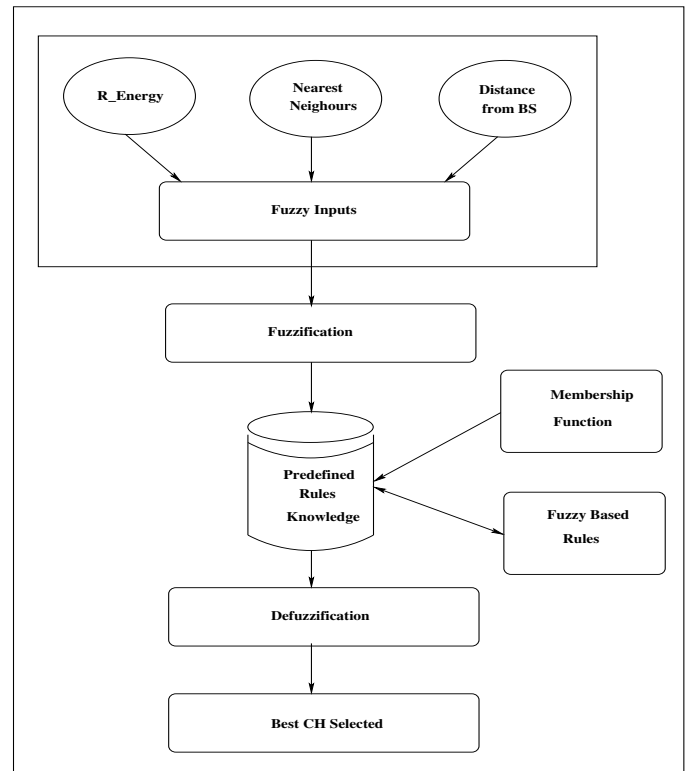 R_Energy
Nearest
Neighours
Distance
from BS
Fuzzy Inputs
Fuzzification
Membership
Function
Predefined
Rules
Knowledge
Fuzzy Based
Rules
Defuzzification
Best CH Selected